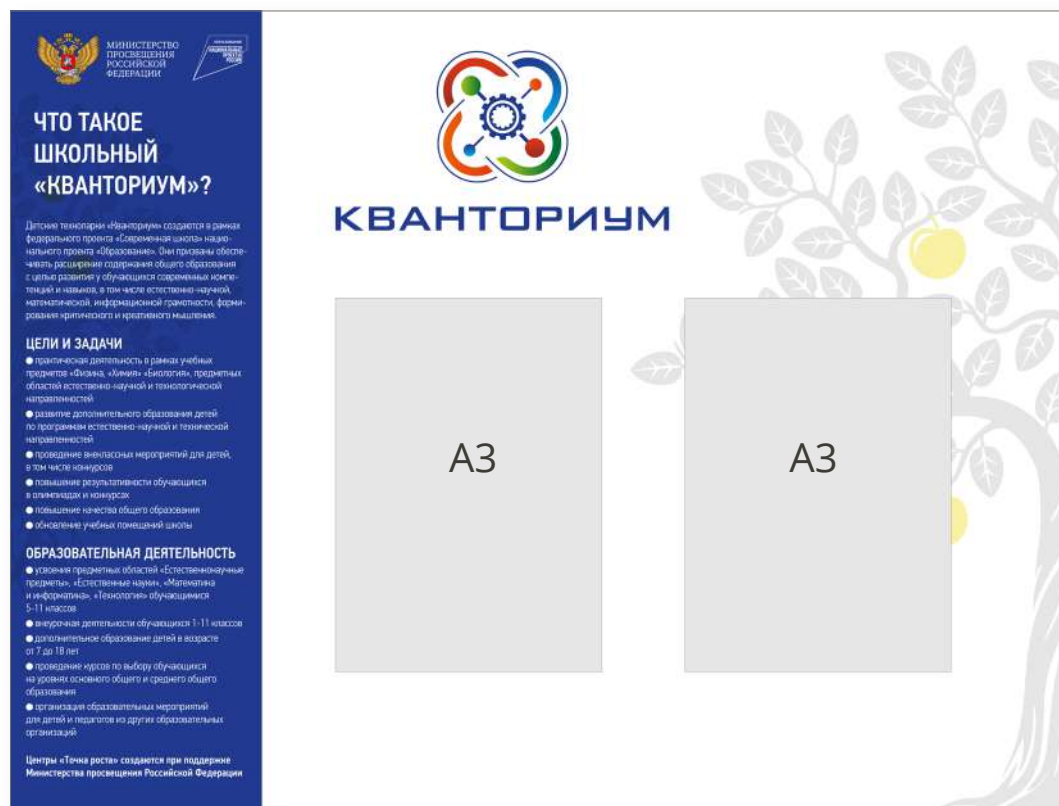 МИНИСТЕРСТВО
ПРОСВЕЩЕНИЯ
РОССИЙСКОЙ
ФЕДЕРАЦИИ
НАЦИОНАЛЬНЫЕ
ПРОЕКТЫ
РОССИИ
ЧТО ТАКОЕ
ШКОЛЬНЫЙ
«КВАНТОРИУМ»?
Детские технопарки «Кванториум» создаются в рамках
федерального проекта «Современная школа» нацио-
нального проекта «Образование». Они призваны обеспе-
чивать расширение содержания общего образования
с целью развития у обучающихся современных компе-
тенций и навыков, в том числе естественно-научной,
математической, информационной грамотности, форми-
рования критического и креативного мышления.
ЦЕЛИ И ЗАДАЧИ
● практическая деятельность в рамках учебных
предметов «Физика, «Химия» «Биология», предметных
областей естественно-научной и технологической
направленностей
● развитие дополнительного образования детей
по программам естественно-научной и технической
направленностей
● проведение внеклассных мероприятий для детей,
в том числе конкурсов
● повышение результативности обучающихся
в олимпиадах и конкурсах
● повышение качества общего образования
● обновление учебных помещений школы
ОБРАЗОВАТЕЛЬНАЯ ДЕЯТЕЛЬНОСТЬ
● усвоения предметных областей «Естественнонаучные
предметы», «Естественные науки», «Математика
и информатика», «Технология» обучающимися
5-11 классов
● внеурочная деятельности обучающихся 1-11 классов
● дополнительное образование детей в возрасте
от 7 до 18 лет
● проведение курсов по выбору обучающихся
на уровнях основного общего и среднего общего
образования
● организация образовательных мероприятий
для детей и педагогов из других образовательных
организаций
Центры «Точка роста» создаются при поддержке
Министерства просвещения Российской Федерации
КВАНТОРИУМ
А3
А3